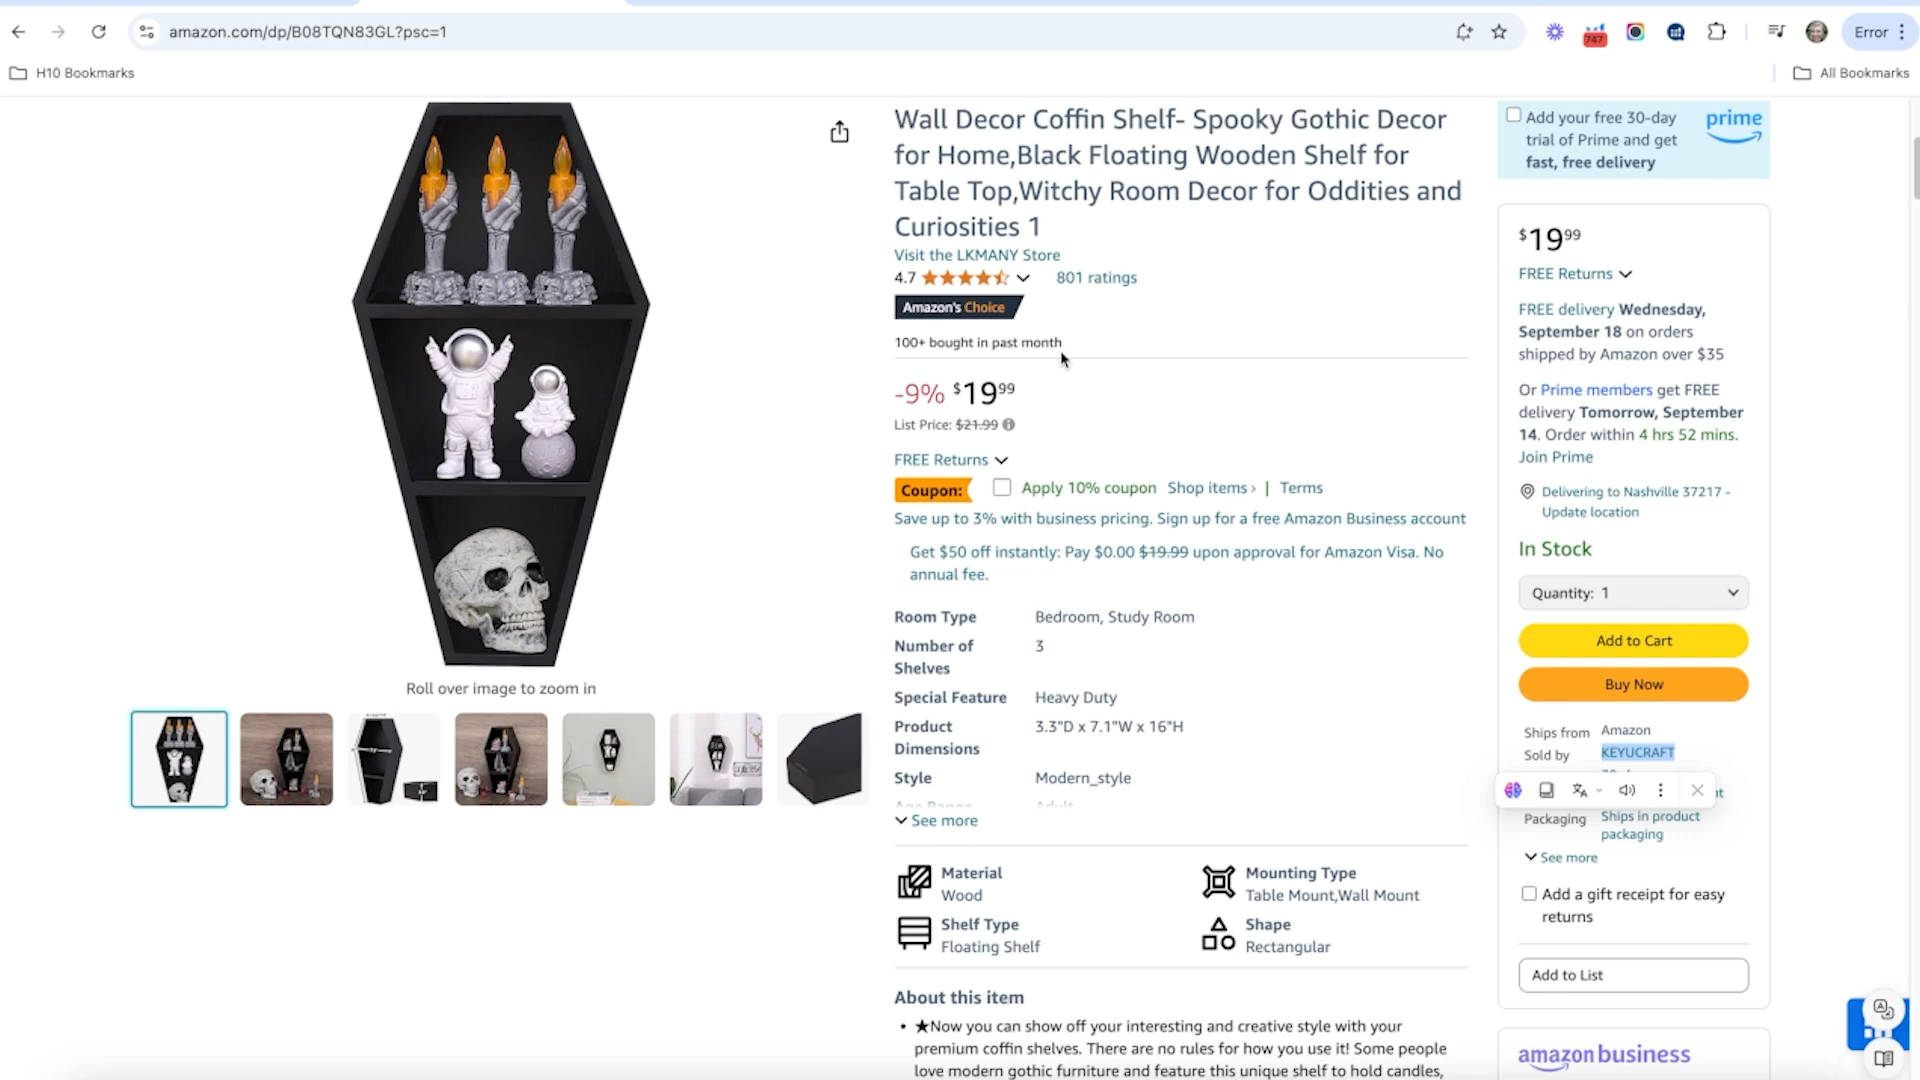 amazon.com/dp/B08TQN83GL?psc=1
747
Error
H10 Bookmarks
All Bookmarks
Wall Decor Coffin Shelf- Spooky Gothic Decor
for Home,Black Floating Wooden Shelf for
Table Top,Witchy Room Decor for Oddities and
Curiosities 1
Visit the LKMANY Store
4.7
801 ratings
Amazon's Choice
100+ bought in past month
-9% $19 99
List Price: $21.99
FREE Returns
Coupon: Apply 10% coupon Shop items › | Terms
Save up to 3% with business pricing. Sign up for a free Amazon Business account
Get $50 off instantly: Pay $0.00 $19.99 upon approval for Amazon Visa. No
annual fee.
Room Type Bedroom, Study Room
Number of 3
Shelves
Special Feature Heavy Duty
Product 3.3"D x 7.1"W x 16"H
Dimensions
Style Modern_style
Age Range Adult
See more
Material
Wood
Mounting Type
Table Mount,Wall Mount
Shelf Type
Floating Shelf
Shape
Rectangular
About this item
• ★Now you can show off your interesting and creative style with your
premium coffin shelves. There are no rules for how you use it! Some people
love modern gothic furniture and feature this unique shelf to hold candles,
Roll over image to zoom in
Add your free 30-day
trial of Prime and get
fast, free delivery
prime
$19 99
FREE Returns
FREE delivery Wednesday,
September 18 on orders
shipped by Amazon over $35
Or Prime members get FREE
delivery Tomorrow, September
14. Order within 4 hrs 52 mins.
Join Prime
Delivering to Nashville 37217 -
Update location
In Stock
Quantity: 1
Add to Cart
Buy Now
Ships from Amazon
Sold by KEYUCRAFT
Packaging Ships in product
packaging
See more
Add a gift receipt for easy
returns
Add to List
amazon business